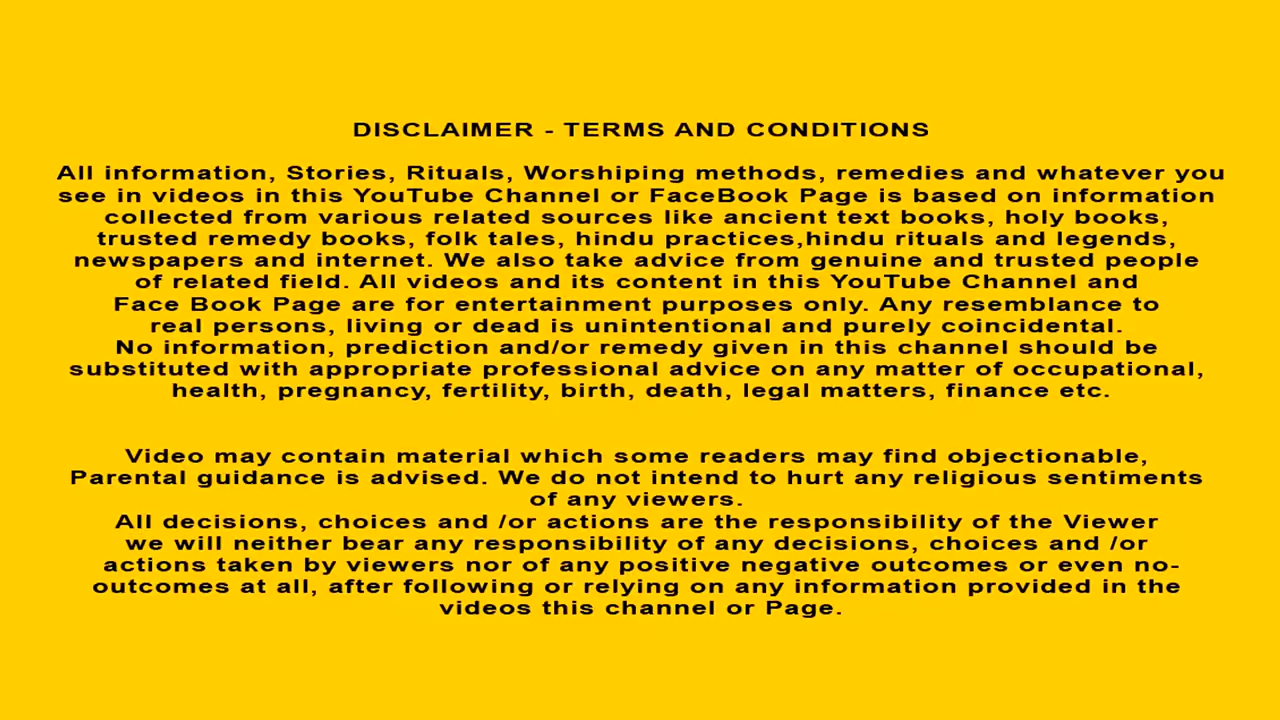 DISCLAIMER - TERMS AND CONDITIONS
All information, Stories, Rituals, Worshiping methods, remedies and whatever you
see in videos in this YouTube Channel or FaceBook Page is based on information
collected from various related sources like ancient text books, holy books,
trusted remedy books, folk tales, hindu practices,hindu rituals and legends,
newspapers and internet. We also take advice from genuine and trusted people
of related field. All videos and its content in this YouTube Channel and
Face Book Page are for entertainment purposes only. Any resemblance to
real persons, living or dead is unintentional and purely coincidental.
No information, prediction and/or remedy given in this channel should be
substituted with appropriate professional advice on any matter of occupational,
health, pregnancy, fertility, birth, death, legal matters, finance etc.
Video may contain material which some readers may find objectionable,
Parental guidance is advised. We do not intend to hurt any religious sentiments
of any viewers.
All decisions, choices and /or actions are the responsibility of the Viewer
we will neither bear any responsibility of any decisions, choices and /or
actions taken by viewers nor of any positive negative outcomes or even no-
outcomes at all, after following or relying on any information provided in the
videos this channel or Page.